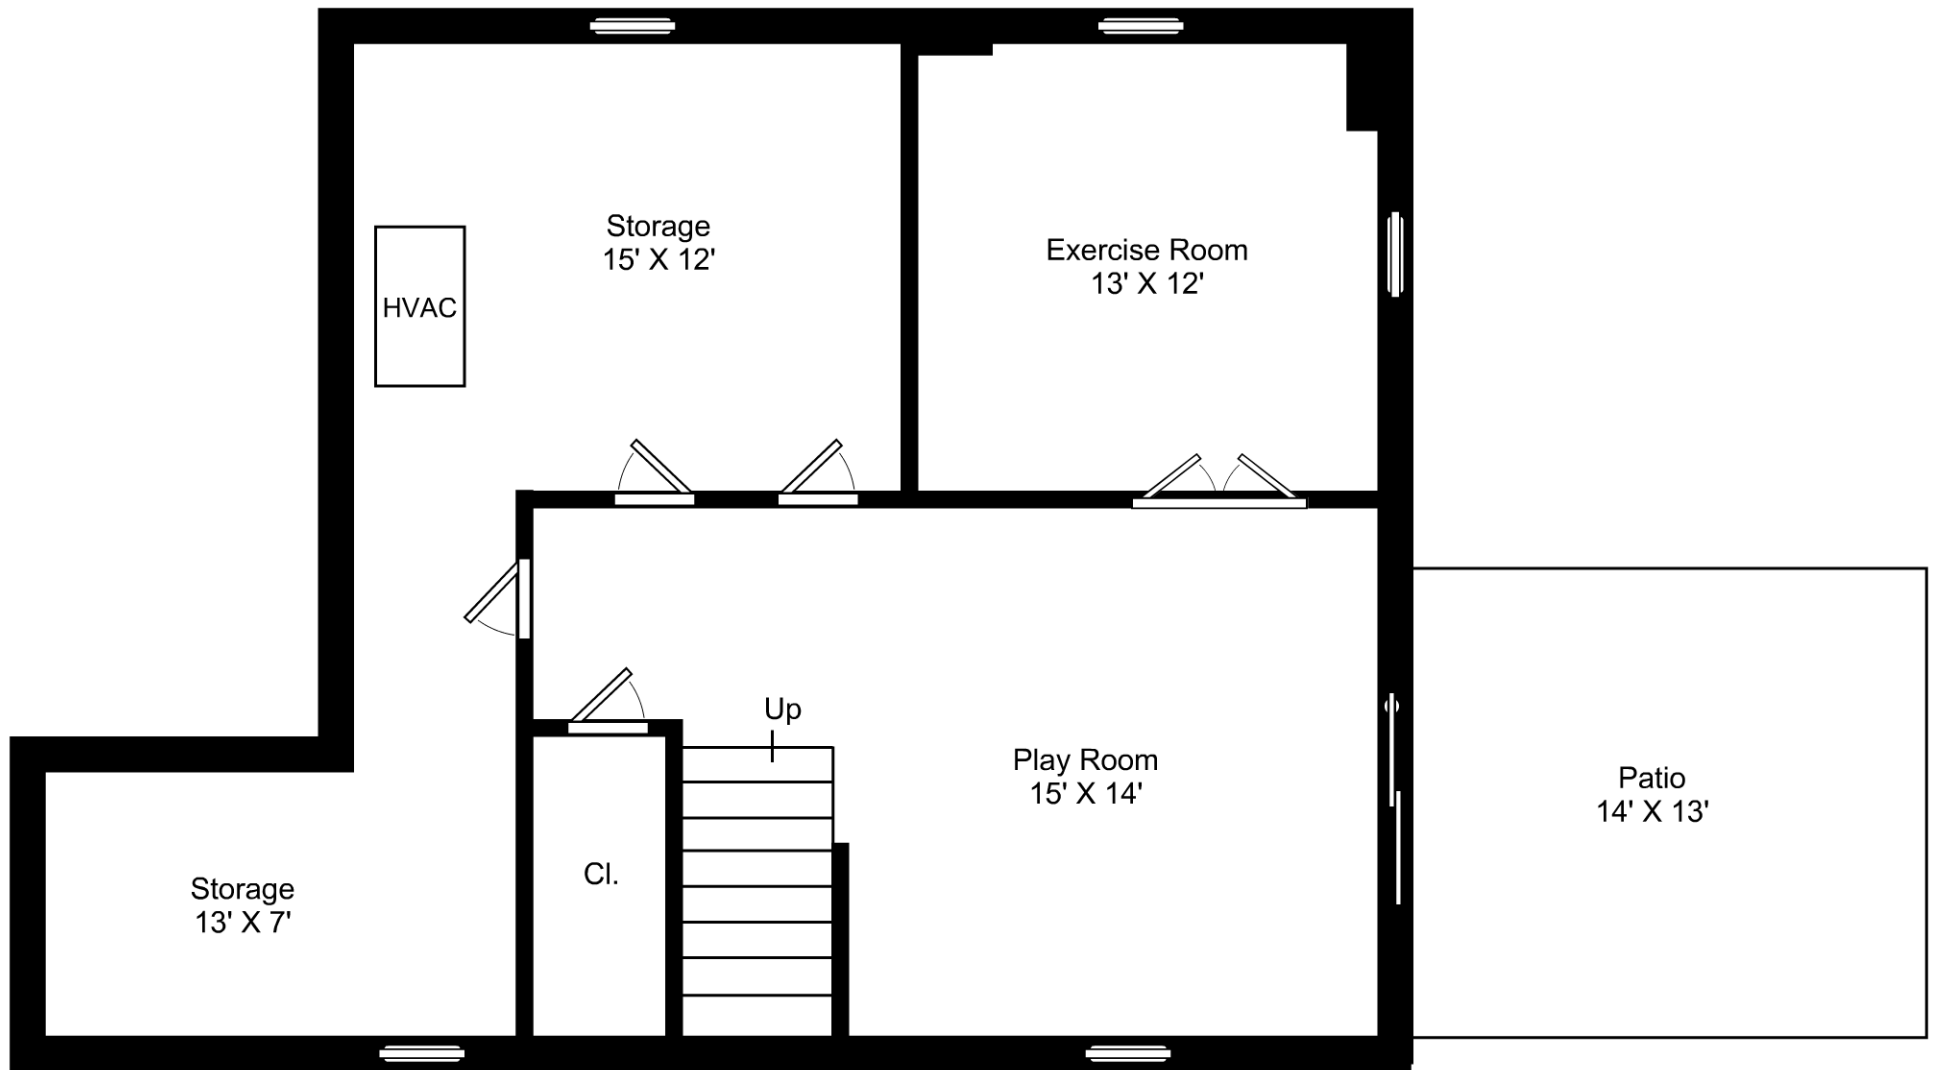 Storage
15' X 12'
Exercise Room
13' X 12'
HVAC
Up
Play Room
15' X 14'
Patio
14' X 13'
Cl.
Storage
13' X 7'